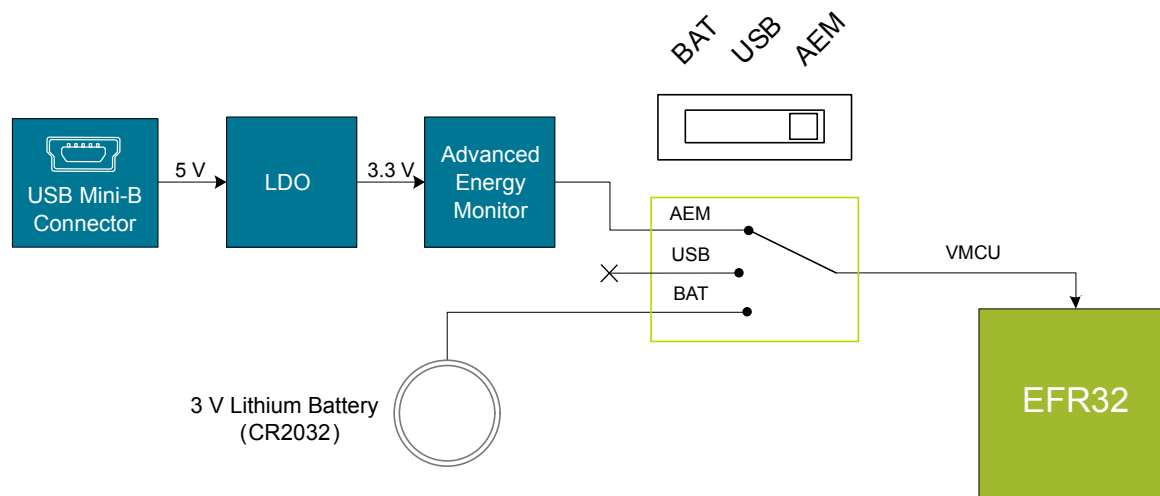 BAT
USB
AEM
USB Mini-B
Connector
5 V
LDO
3.3 V
Advanced
Energy
Monitor
AEM
USB
BAT
VMCU
3 V Lithium Battery
(CR2032)
EFR32